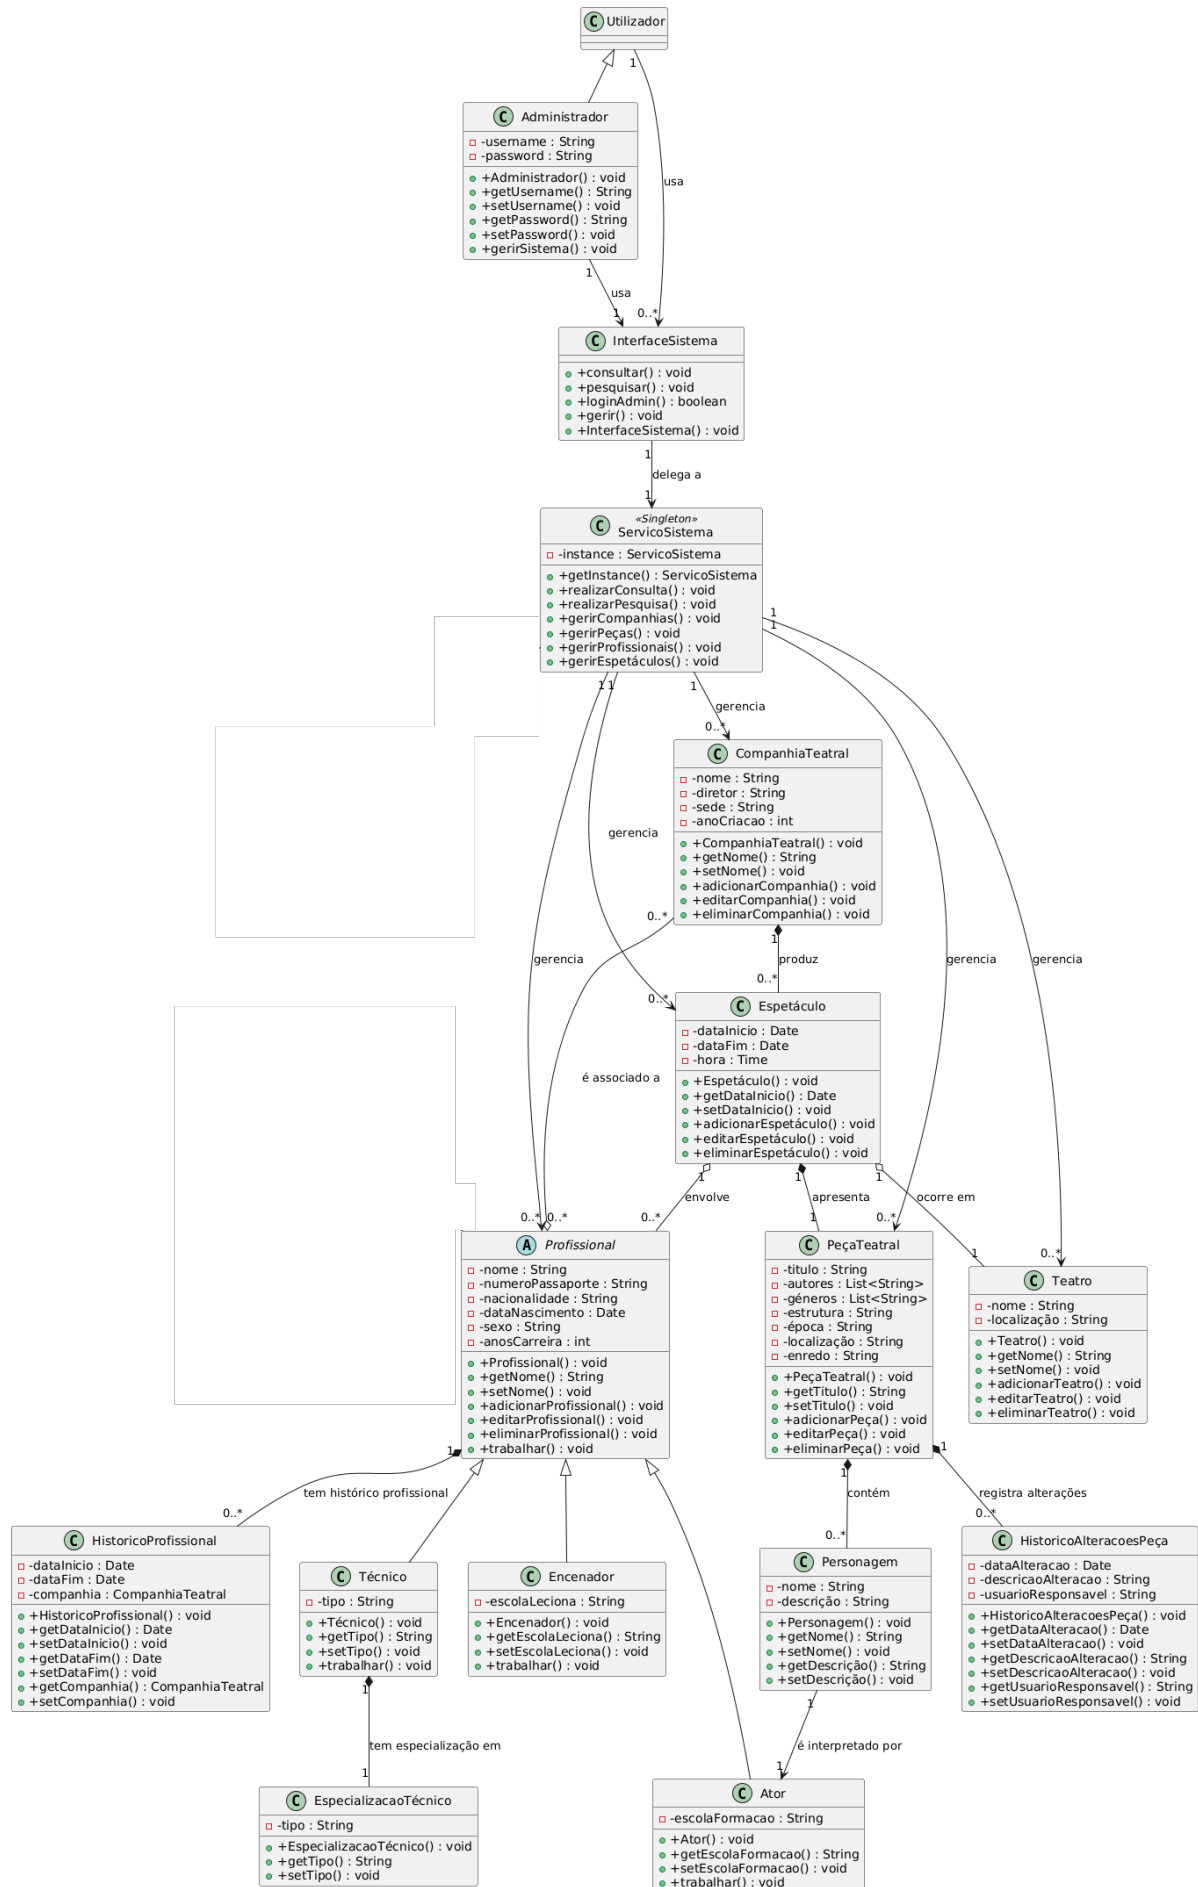 C Utilizador
1
C Administrador
-username : String
-password : String
+Administrador() : void
+getUsername() : String
+setUsername() : void
+getPassword() : String
+setPassword() : void
+gerirSistema() : void
usa
1
usa
1
0..*
C InterfaceSistema
+consultar() : void
+pesquisar() : void
+loginAdmin() : boolean
+gerir() : void
+InterfaceSistema() : void
1
delega a
1
C «Singleton»
ServicoSistema
-instance : ServicoSistema
+getInstance() : ServicoSistema
+realizarConsulta() : void
+realizarPesquisa() : void
+gerirCompanhias() : void
+gerirPeças() : void
+gerirProfissionais() : void
+gerirEspetáculos() : void
1
1
1
1
1
gerencia
0..*
C CompanhiaTeatral
-nome : String
-diretor : String
-sede : String
-anoCriacao : int
+CompanhiaTeatral() : void
+getNome() : String
+setNome() : void
+adicionarCompanhia() : void
+editarCompanhia() : void
+eliminarCompanhia() : void
gerencia
0..*
1
gerencia
produz
gerencia
gerencia
0..*
0..*
C Espetáculo
-dataInicio : Date
-dataFim : Date
-hora : Time
+Espetáculo() : void
+getDataInicio() : Date
+setDataInicio() : void
+adicionarEspetáculo() : void
+editarEspetáculo() : void
+eliminarEspetáculo() : void
é associado a
1
1
1
envolve
apresenta
ocorre em
0..*
0..*
0..*
1
0..*
1
0..*
A Profissional
-nome : String
-numeroPassaporte : String
-nacionalidade : String
-dataNascimento : Date
-sexo : String
-anosCarreira : int
+Profissional() : void
+getNome() : String
+setNome() : void
+adicionarProfissional() : void
+editarProfissional() : void
+eliminarProfissional() : void
+trabalhar() : void
C PeçaTeatral
-titulo : String
-autores : List<String>
-géneros : List<String>
-estrutura : String
-época : String
-localização : String
-enredo : String
+PeçaTeatral() : void
+getTitulo() : String
+setTitulo() : void
+adicionarPeça() : void
+editarPeça() : void
+eliminarPeça() : void
C Teatro
-nome : String
-localização : String
+Teatro() : void
+getNome() : String
+setNome() : void
+adicionarTeatro() : void
+editarTeatro() : void
+eliminarTeatro() : void
1
1
1
tem histórico profissional
contém
registra alterações
0..*
0..*
0..*
C HistoricoProfissional
-dataInicio : Date
-dataFim : Date
-companhia : CompanhiaTeatral
+HistoricoProfissional() : void
+getDataInicio() : Date
+setDataInicio() : void
+getDataFim() : Date
+setDataFim() : void
+getCompanhia() : CompanhiaTeatral
+setCompanhia() : void
C Técnico
-tipo : String
+Técnico() : void
+getTipo() : String
+setTipo() : void
+trabalhar() : void
C Encenador
-escolaLeciona : String
+Encenador() : void
+getEscolaLeciona() : String
+setEscolaLeciona() : void
+trabalhar() : void
C Personagem
-nome : String
-descrição : String
+Personagem() : void
+getNome() : String
+setNome() : void
+getDescrição() : String
+setDescrição() : void
C HistoricoAlteracoesPeça
-dataAlteracao : Date
-descricaoAlteracao : String
-usuarioResponsavel : String
+HistoricoAlteracoesPeça() : void
+getDataAlteracao() : Date
+setDataAlteracao() : void
+getDescricaoAlteracao() : String
+setDescricaoAlteracao() : void
+getUsuarioResponsavel() : String
+setUsuarioResponsavel() : void
1
1
tem especialização em
é interpretado por
1
1
C EspecializacaoTécnico
-tipo : String
+EspecializacaoTécnico() : void
+getTipo() : String
+setTipo() : void
C Ator
-escolaFormacao : String
+Ator() : void
+getEscolaFormacao() : String
+setEscolaFormacao() : void
+trabalhar() : void